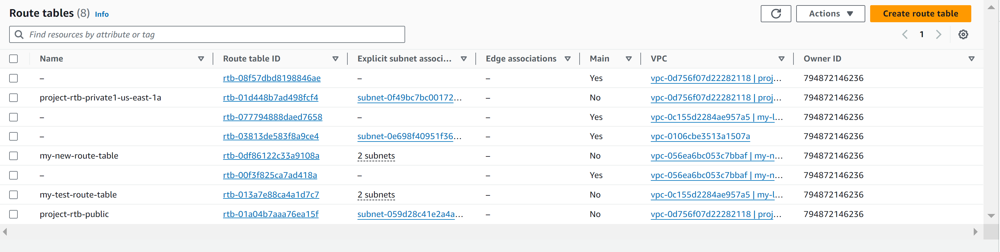 Route tables (8) Info
Actions
Create route table
Find resources by attribute or tag
1
Name Route table ID Explicit subnet associ... Edge associations Main VPC Owner ID
– rtb-08f57dbd8198846ae – – Yes vpc-0d756f07d22282118 | proj... 794872146236
project-rtb-private1-us-east-1a rtb-01d448b7ad498fcf4 subnet-0f49bc7bc00172... – No vpc-0d756f07d22282118 | proj... 794872146236
– rtb-077794888daed7658 – – Yes vpc-0c155d2284ae957a5 | my-l... 794872146236
– rtb-03813de583f8a9ce4 subnet-0e698f40951f36... – Yes vpc-0106cbe3513a1507a 794872146236
my-new-route-table rtb-0df86122c33a9108a 2 subnets – No vpc-056ea6bc053c7bbaf | my-n... 794872146236
– rtb-00f3f825ca7ad418a – – Yes vpc-056ea6bc053c7bbaf | my-n... 794872146236
my-test-route-table rtb-013a7e88ca4a1d7c7 2 subnets – No vpc-0c155d2284ae957a5 | my-l... 794872146236
project-rtb-public rtb-01a04b7aaa76ea15f subnet-059d28c41e2a4a... – No vpc-0d756f07d22282118 | proj... 794872146236